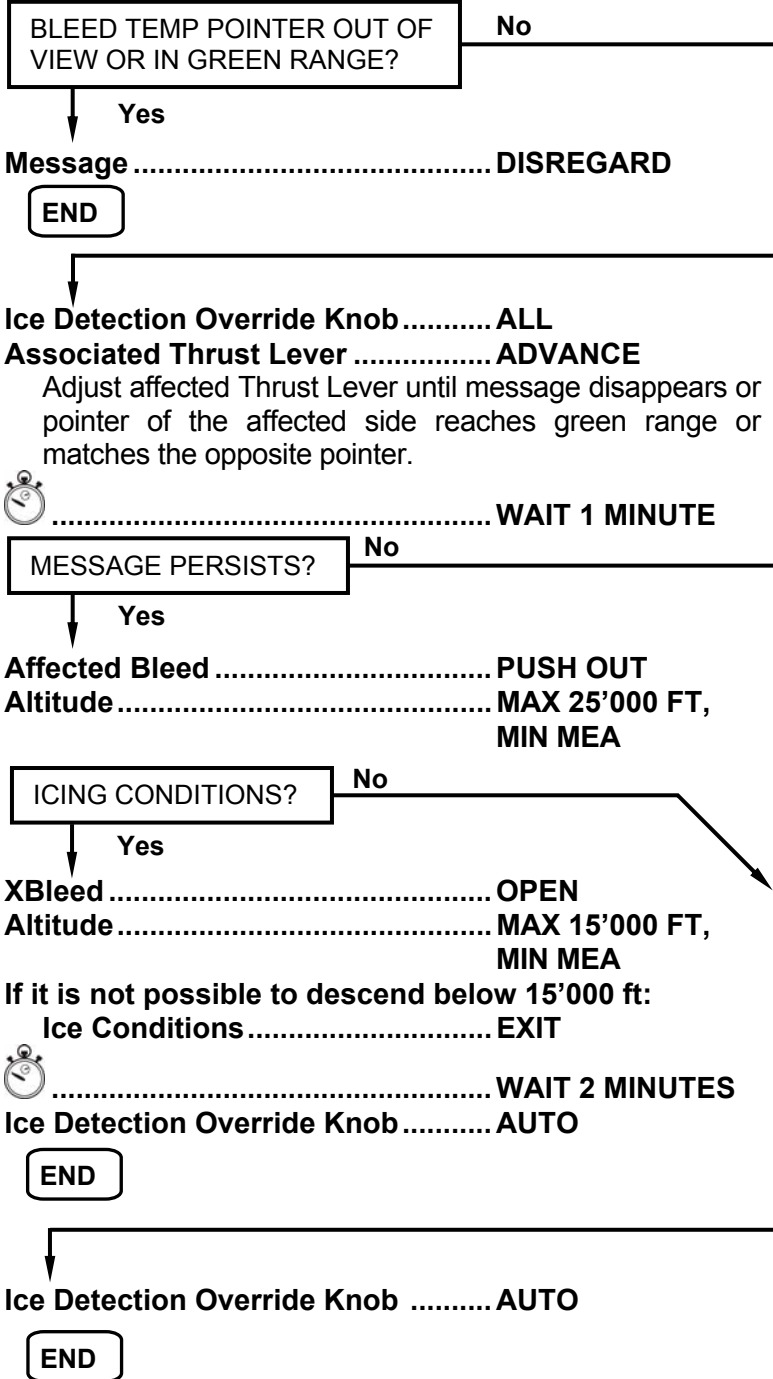 BLEED TEMP POINTER OUT OF
VIEW OR IN GREEN RANGE?
No
Yes
Message ............................................ DISREGARD
END
Ice Detection Override Knob ........... ALL
Associated Thrust Lever ................. ADVANCE
Adjust affected Thrust Lever until message disappears or
pointer of the affected side reaches green range or
matches the opposite pointer.
...................................................... WAIT 1 MINUTE
MESSAGE PERSISTS?
No
Yes
Affected Bleed .................................. PUSH OUT
Altitude .............................................. MAX 25'000 FT,
MIN MEA
ICING CONDITIONS?
No
Yes
XBleed ............................................... OPEN
Altitude .............................................. MAX 15'000 FT,
MIN MEA
If it is not possible to descend below 15'000 ft:
Ice Conditions .............................. EXIT
...................................................... WAIT 2 MINUTES
Ice Detection Override Knob ........... AUTO
END
Ice Detection Override Knob .......... AUTO
END